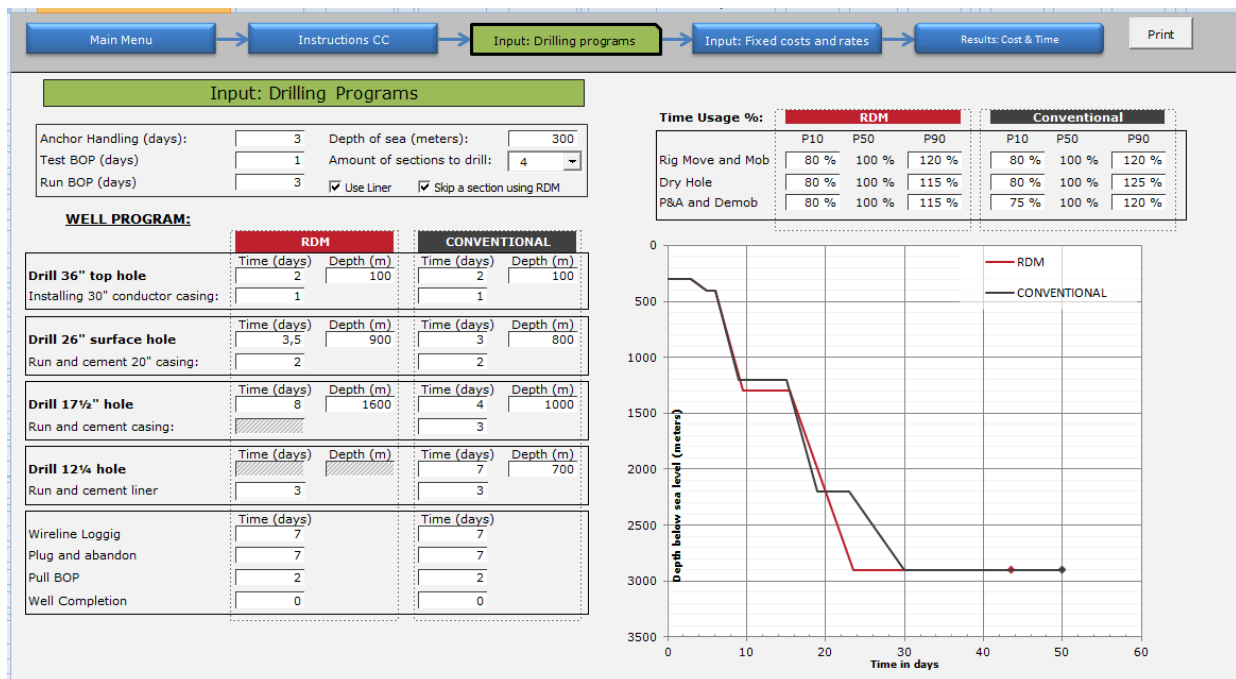 Main Menu
Instructions CC
Input: Drilling programs
Input: Fixed costs and rates
Results: Cost & Time
Print
Input: Drilling Programs
Anchor Handling (days): 3 Depth of sea (meters): 300
Test BOP (days) 1 Amount of sections to drill: 4
Run BOP (days) 3 Use Liner Skip a section using RDM
WELL PROGRAM:
RDM CONVENTIONAL
Time (days) Depth (m) Time (days) Depth (m)
Drill 36" top hole 2 100 2 100
Installing 30" conductor casing: 1 1
Time (days) Depth (m) Time (days) Depth (m)
Drill 26" surface hole 3,5 900 3 800
Run and cement 20" casing: 2 2
Time (days) Depth (m) Time (days) Depth (m)
Drill 17½" hole 8 1600 4 1000
Run and cement casing: 3
Time (days) Depth (m) Time (days) Depth (m)
Drill 12¼ hole 7 700
Run and cement liner 3 3
Time (days) Time (days)
Wireline Loggig 7 7
Plug and abandon 7 7
Pull BOP 2 2
Well Completion 0 0
Time Usage %: RDM Conventional
P10 P50 P90 P10 P50 P90
Rig Move and Mob 80 % 100 % 120 % 80 % 100 % 120 %
Dry Hole 80 % 100 % 115 % 80 % 100 % 125 %
P&A and Demob 80 % 100 % 115 % 75 % 100 % 120 %
RDM
CONVENTIONAL
Depth below sea level (meters)
0
500
1000
1500
2000
2500
3000
3500
0 10 20 30 40 50 60
Time in days